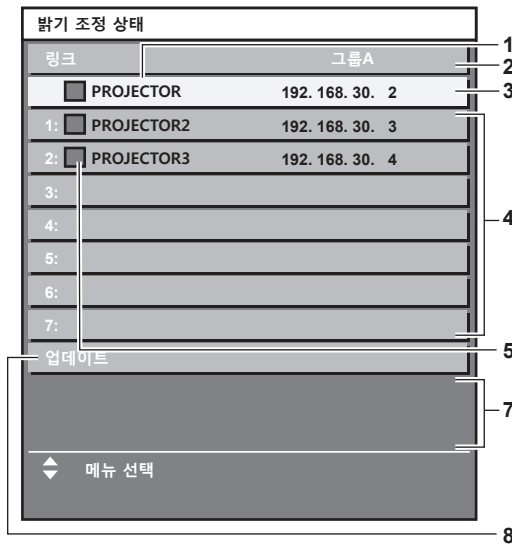 밝기 조정 상태
링크 그룹A
PROJECTOR 192. 168. 30. 2
1: PROJECTOR2 192. 168. 30. 3
2: PROJECTOR3 192. 168. 30. 4
3:
4:
5:
6:
7:
업데이트
메뉴 선택
1
2
3
4
5
7
8